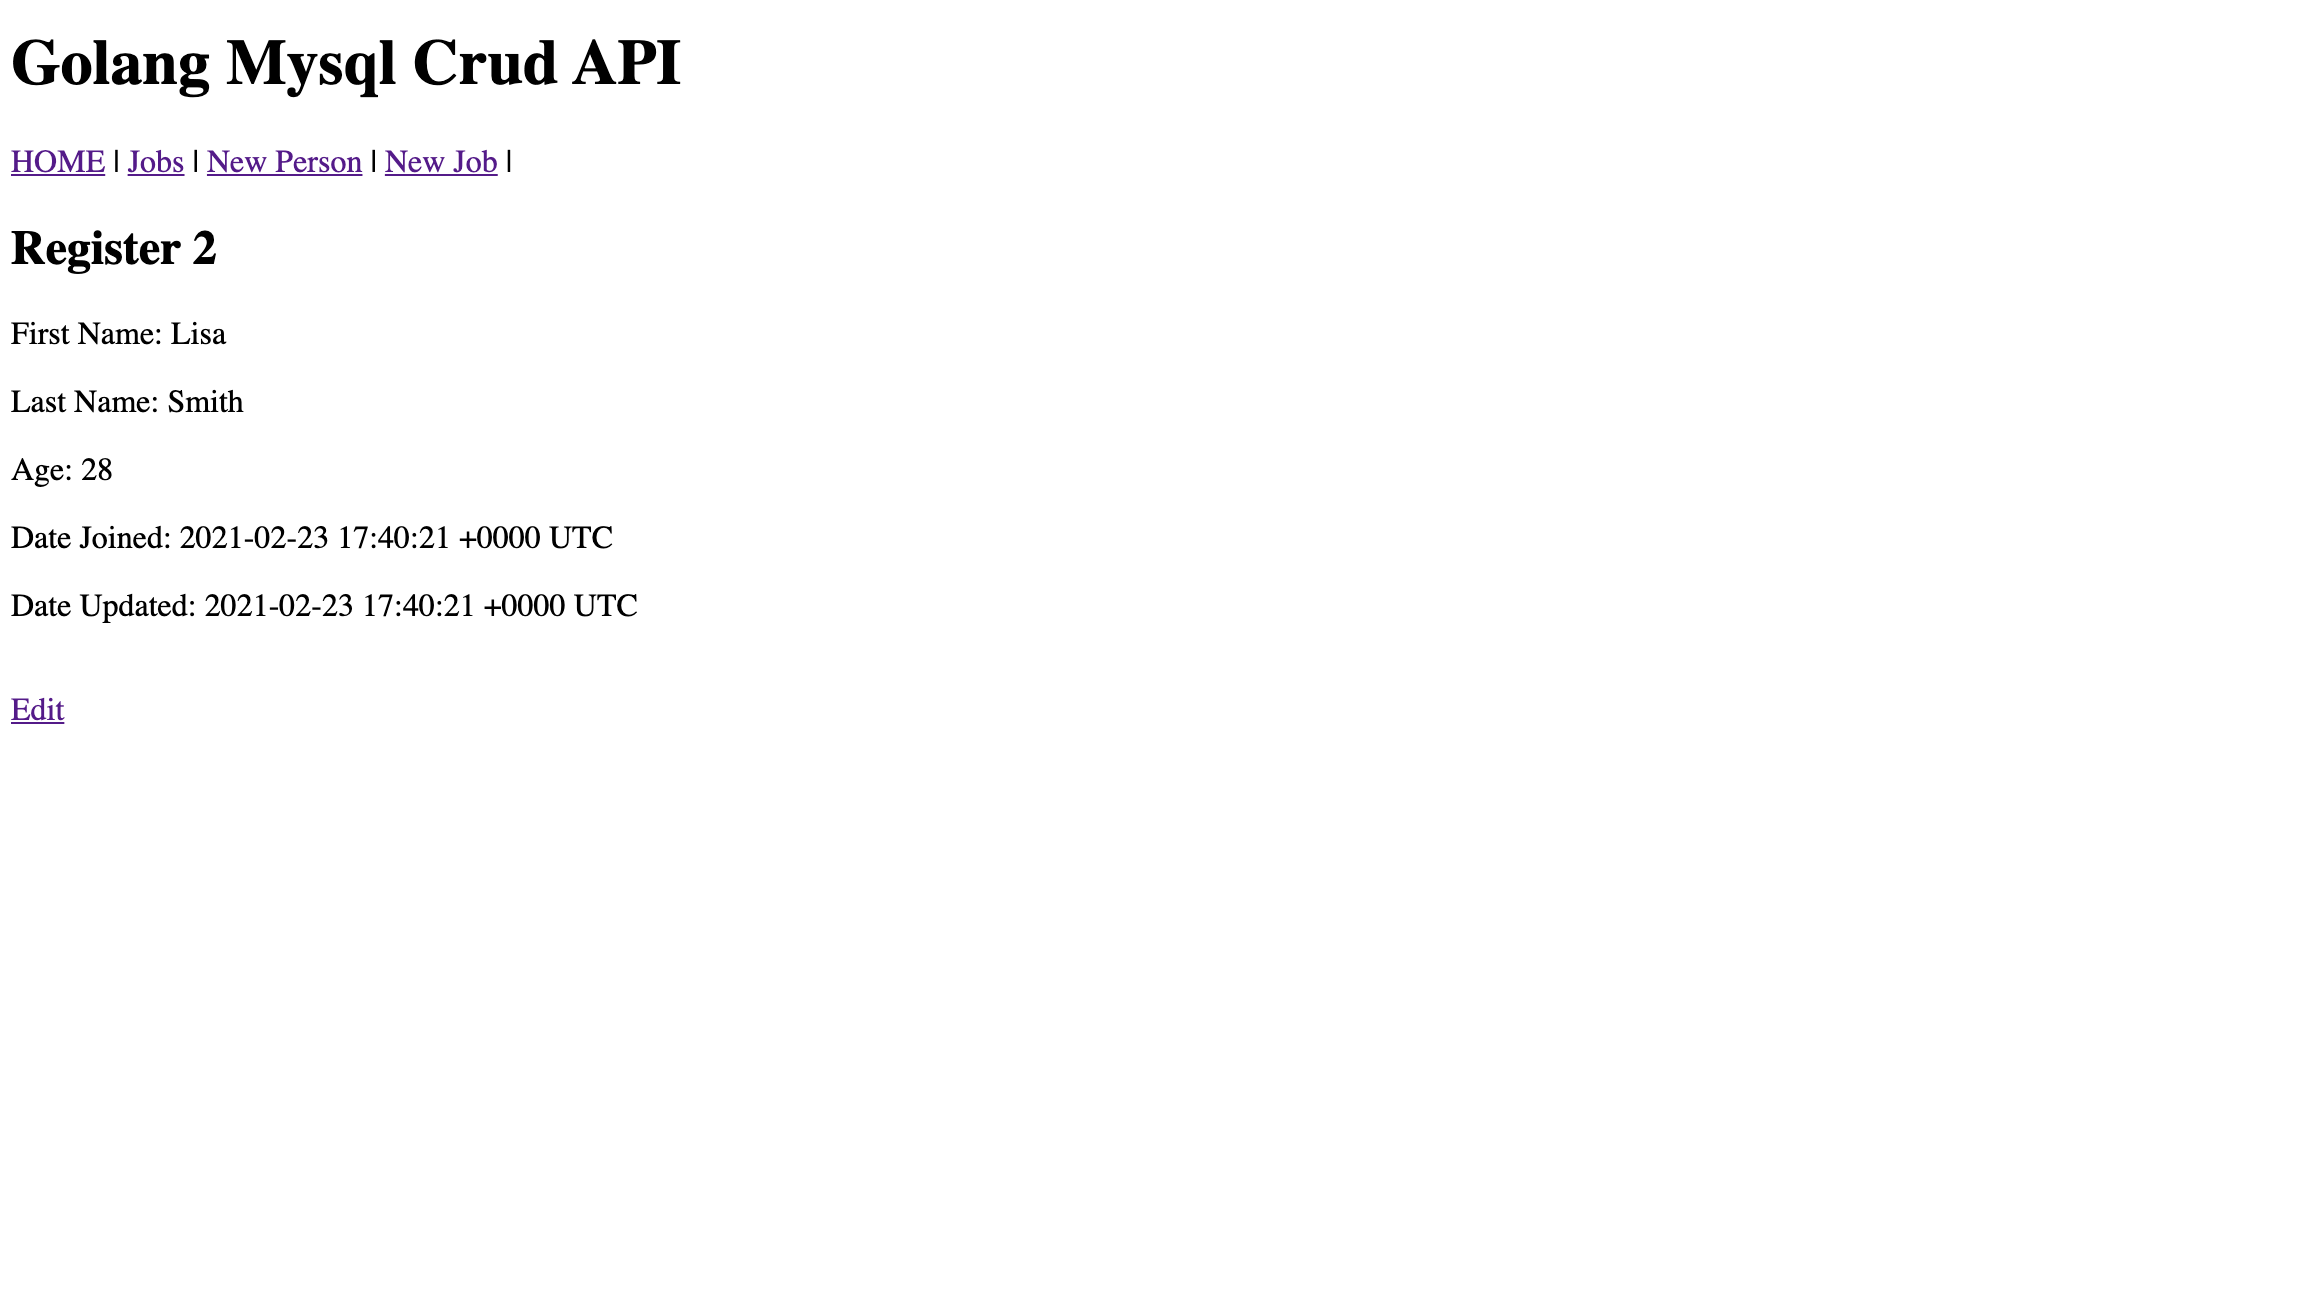 Golang Mysql Crud API
HOME | Jobs | New Person | New Job |
Register 2
First Name: Lisa
Last Name: Smith
Age: 28
Date Joined: 2021-02-23 17:40:21 +0000 UTC
Date Updated: 2021-02-23 17:40:21 +0000 UTC
Edit